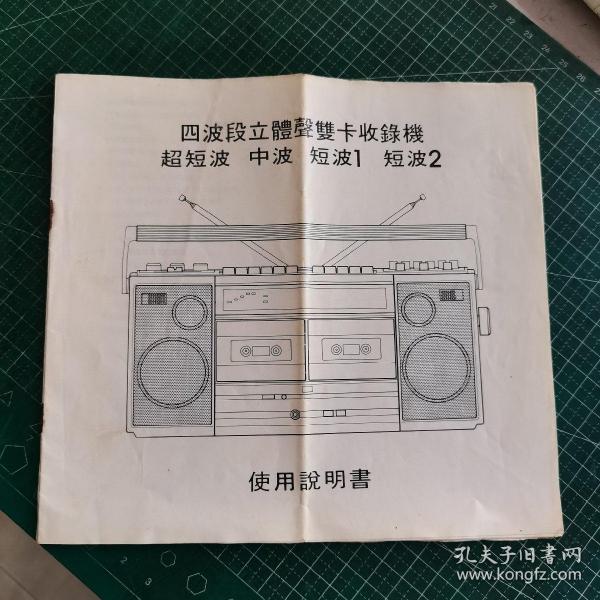 四波段立體聲雙卡收錄機
超短波 中波 短波1 短波2
使用說明書
孔夫子旧书网
www.kongfz.com